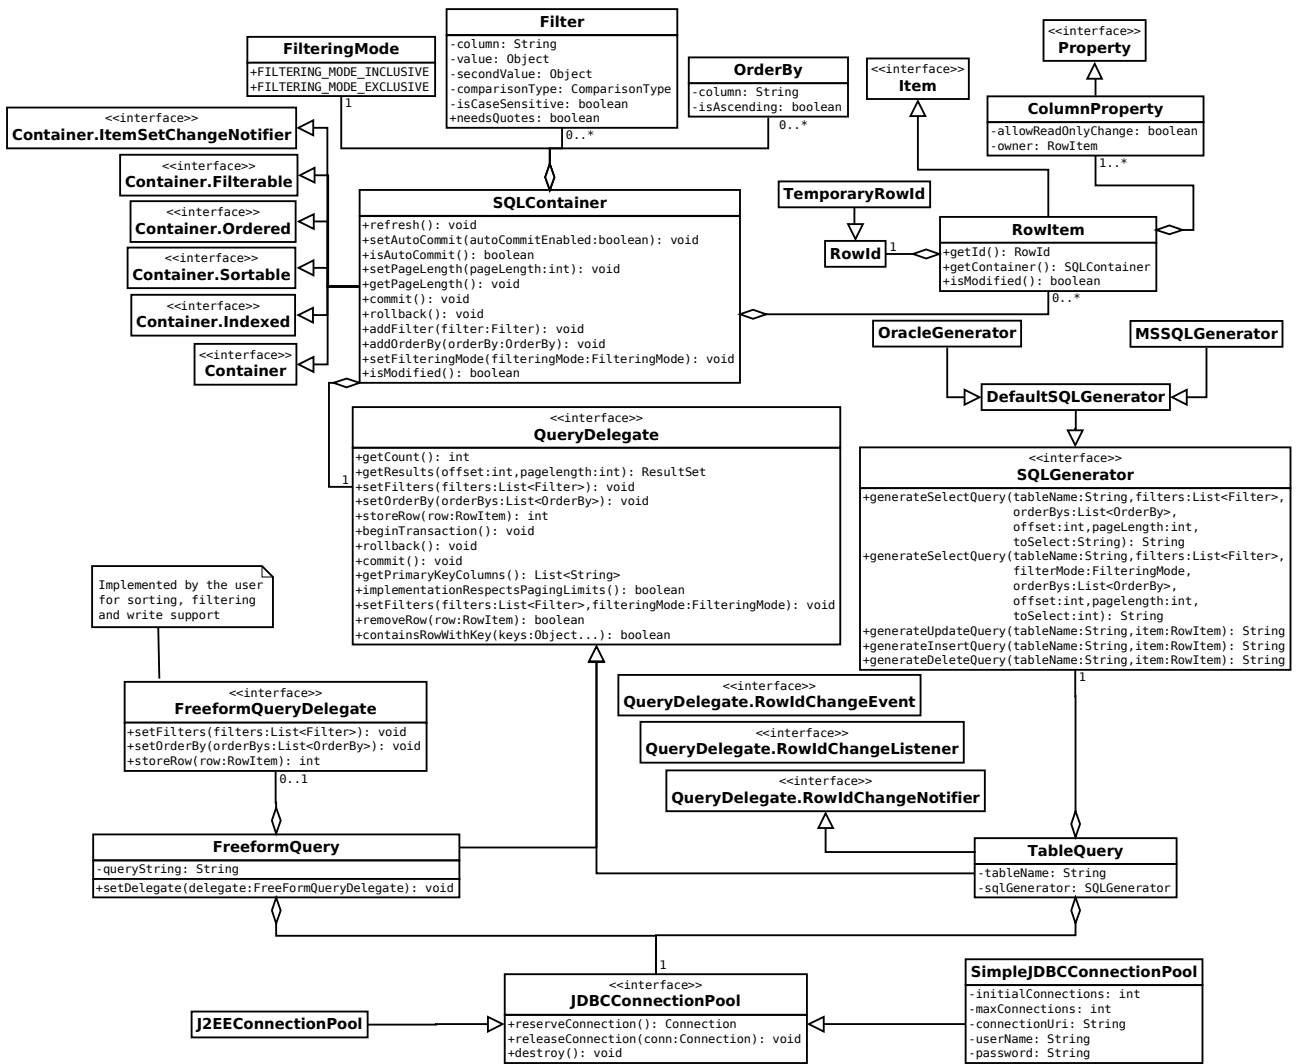 FilteringMode
+FILTERING_MODE_INCLUSIVE
+FILTERING_MODE_EXCLUSIVE
1
Filter
-column: String
-value: Object
-secondValue: Object
-comparisonType: ComparisonType
-isCaseSensitive: boolean
+needsQuotes: boolean
0..*
OrderBy
-column: String
-isAscending: boolean
0..*
<<interface>>
Item
<<interface>>
Property
ColumnProperty
-allowReadOnlyChange: boolean
-owner: RowItem
1..*
<<interface>>
Container.ItemSetChangeNotifier
<<interface>>
Container.Filterable
<<interface>>
Container.Ordered
<<interface>>
Container.Sortable
<<interface>>
Container.Indexed
<<interface>>
Container
SQLContainer
+refresh(): void
+setAutoCommit(autoCommitEnabled:boolean): void
+isAutoCommit(): boolean
+setPageLength(pageLength:int): void
+getPageLength(): void
+commit(): void
+rollback(): void
+addFilter(filter:Filter): void
+addOrderBy(orderBy:OrderBy): void
+setFilteringMode(filteringMode:FilteringMode): void
+isModified(): boolean
TemporaryRowId
RowId
1
RowItem
+getId(): RowId
+getContainer(): SQLContainer
+isModified(): boolean
0..*
OracleGenerator
MSSQLGenerator
DefaultSQLGenerator
<<interface>>
QueryDelegate
+getCount(): int
+getResults(offset:int,pagelength:int): ResultSet
+setFilters(filters:List<Filter>): void
+setOrderBy(orderBys:List<OrderBy>): void
+storeRow(row:RowItem): int
+beginTransaction(): void
+rollback(): void
+commit(): void
+getPrimaryKeyColumns(): List<String>
+implementationRespectsPagingLimits(): boolean
+setFilters(filters:List<Filter>,filteringMode:FilteringMode): void
+removeRow(row:RowItem): boolean
+containsRowWithKey(keys:Object...): boolean
1
<<interface>>
SQLGenerator
+generateSelectQuery(tableName:String,filters:List<Filter>,
orderBys:List<OrderBy>,
offset:int,pageLength:int,
toSelect:String): String
+generateSelectQuery(tableName:String,filters:List<Filter>,
filterMode:FilteringMode,
orderBys:List<OrderBy>,
offset:int,pagelength:int,
toSelect:int): String
+generateUpdateQuery(tableName:String,item:RowItem): String
+generateInsertQuery(tableName:String,item:RowItem): String
+generateDeleteQuery(tableName:String,item:RowItem): String
1
Implemented by the user
for sorting, filtering
and write support
<<interface>>
FreeformQueryDelegate
+setFilters(filters:List<Filter>): void
+setOrderBy(orderBys:List<OrderBy>): void
+storeRow(row:RowItem): int
0..1
<<interface>>
QueryDelegate.RowIdChangeEvent
<<interface>>
QueryDelegate.RowIdChangeListener
<<interface>>
QueryDelegate.RowIdChangeNotifier
FreeformQuery
-queryString: String
+setDelegate(delegate:FreeFormQueryDelegate): void
TableQuery
-tableName: String
-sqlGenerator: SQLGenerator
1
<<interface>>
JDBCConnectionPool
+reserveConnection(): Connection
+releaseConnection(conn:Connection): void
+destroy(): void
J2EEConnectionPool
SimpleJDBCConnectionPool
-initialConnections: int
-maxConnections: int
-connectionUri: String
-userName: String
-password: String